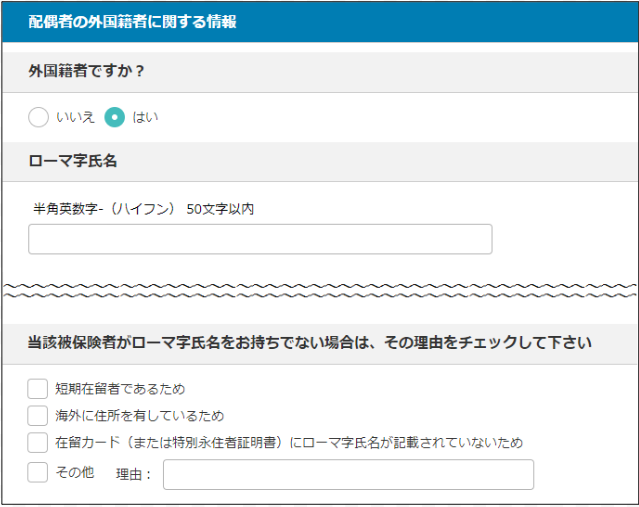 配偶者の外国籍者に関する情報
外国籍者ですか？
いいえ はい
ローマ字氏名
半角英数字-（ハイフン） 50文字以内
当該被保険者がローマ字氏名をお持ちでない場合は、その理由をチェックして下さい
短期在留者であるため
海外に住所を有しているため
在留カード（または特別永住者証明書）にローマ字氏名が記載されていないため
その他 理由：